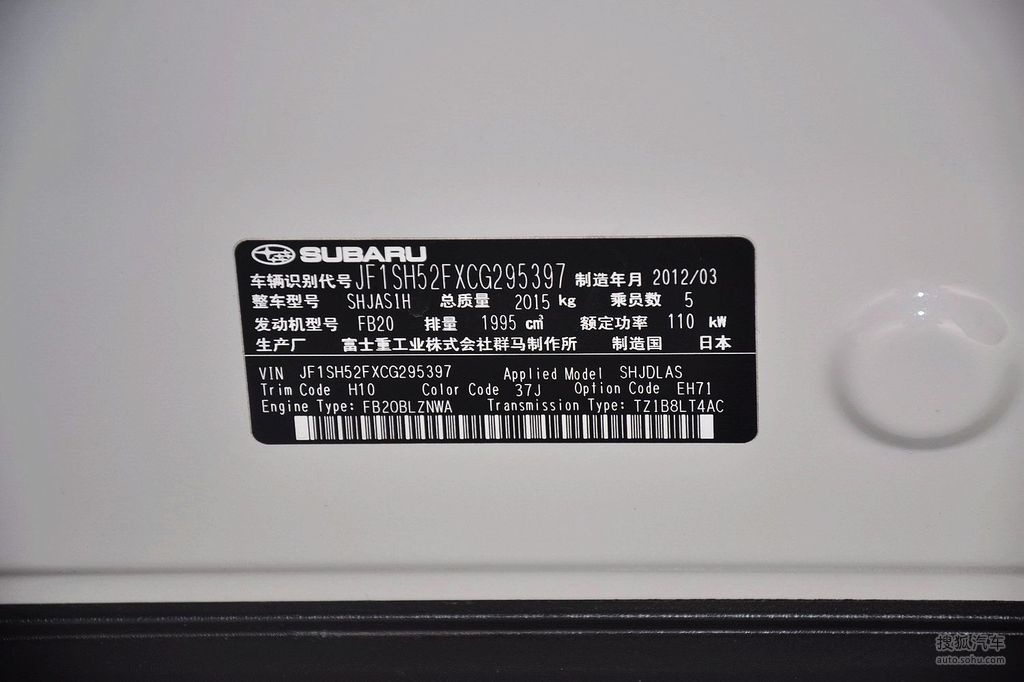 SUBARU
车辆识别代号 JF1SH52FXCG295397 制造年月 2012/03
整车型号 SHJAS1H 总质量 2015 kg 乘员数 5
发动机型号 FB20 排量 1995 cm³ 额定功率 110 kW
生产厂 富士重工业株式会社群马制作所 制造国 日本
VIN JF1SH52FXCG295397 Applied Model SHJDLAS
Trim Code H10 Color Code 37J Option Code EH71
Engine Type: FB20BLZNWA Transmission Type: TZ1B8LT4AC
搜狐汽车
auto.sohu.com